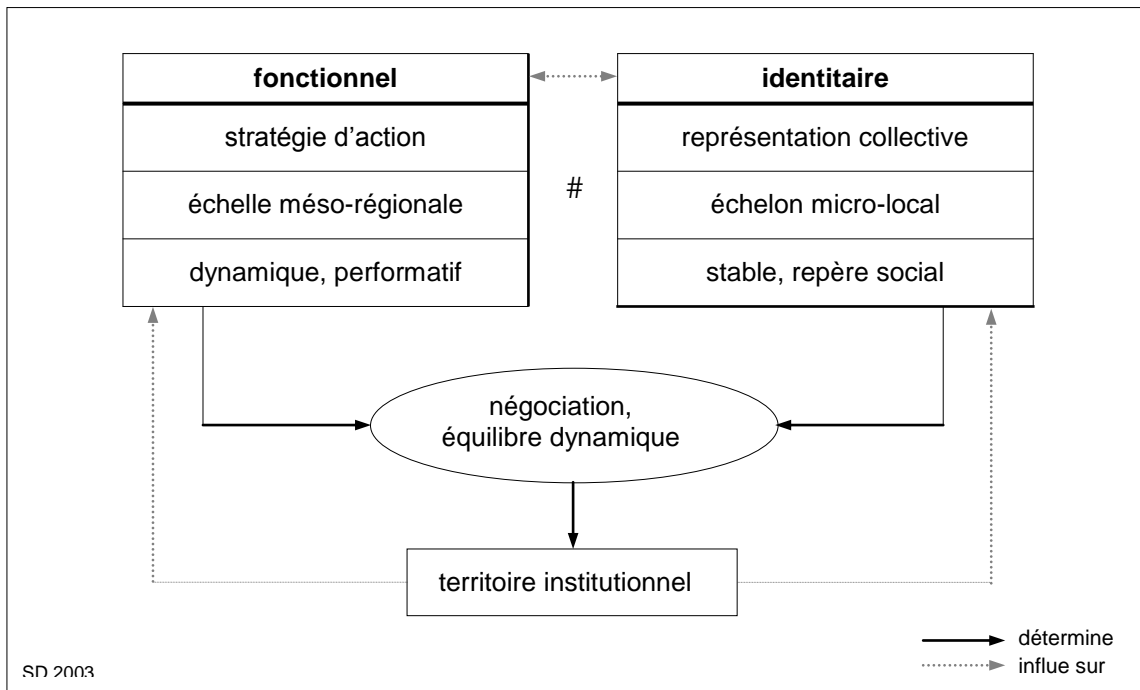 fonctionnel
identitaire
stratégie d'action
représentation collective
#
échelle méso-régionale
échelon micro-local
dynamique, performatif
stable, repère social
négociation,
équilibre dynamique
territoire institutionnel
détermine
influe sur
SD 2003